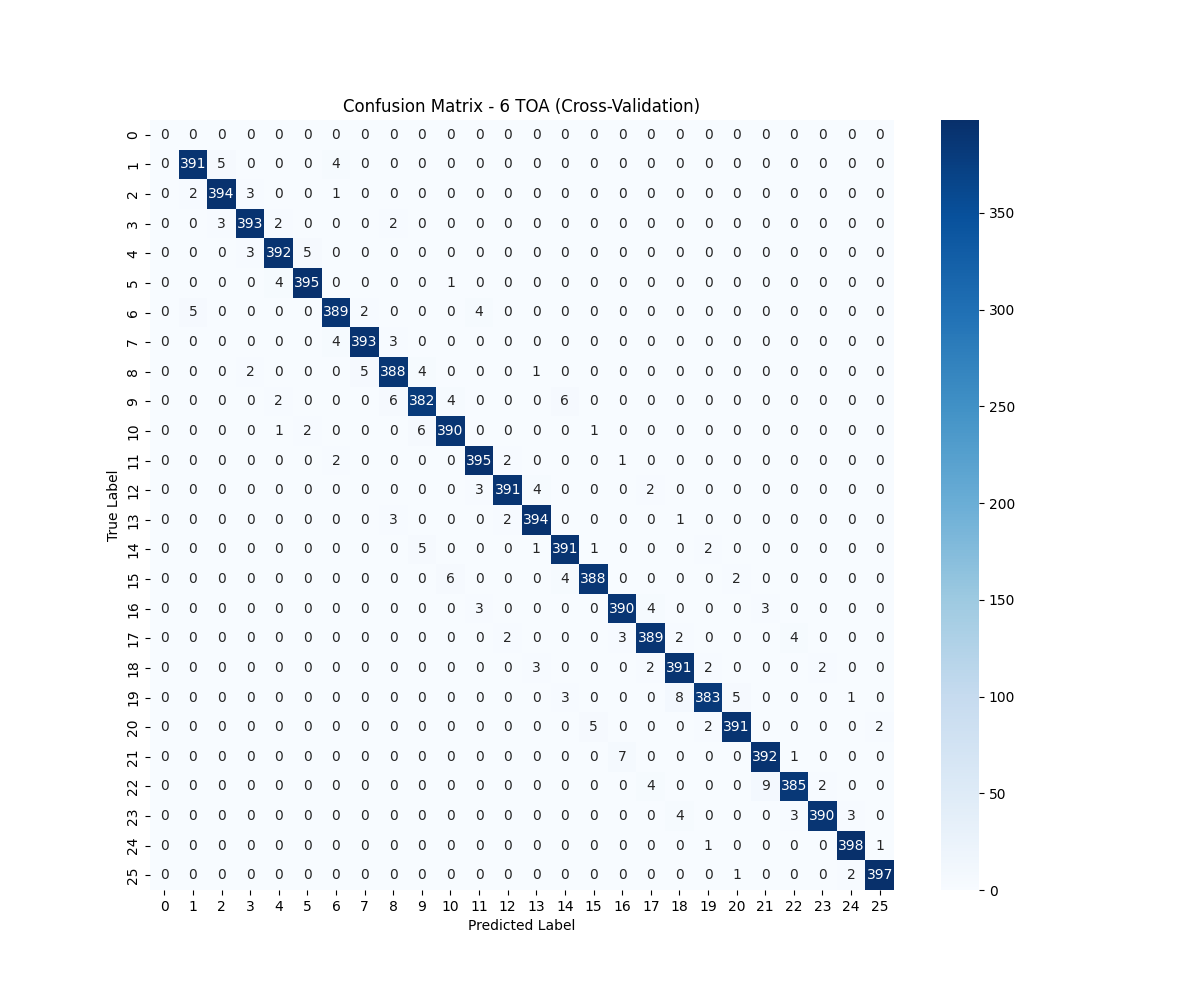 Confusion Matrix - 6 TOA (Cross-Validation)
True Label
0 0 0 0 0 0 0 0 0 0 0 0 0 0 0 0 0 0 0 0 0 0 0 0 0 0 0
1 0 391 5 0 0 0 4 0 0 0 0 0 0 0 0 0 0 0 0 0 0 0 0 0 0 0
2 0 2 394 3 0 0 1 0 0 0 0 0 0 0 0 0 0 0 0 0 0 0 0 0 0 0
3 0 0 3 393 2 0 0 0 2 0 0 0 0 0 0 0 0 0 0 0 0 0 0 0 0 0
4 0 0 0 3 392 5 0 0 0 0 0 0 0 0 0 0 0 0 0 0 0 0 0 0 0 0
5 0 0 0 0 4 395 0 0 0 0 1 0 0 0 0 0 0 0 0 0 0 0 0 0 0 0
6 0 5 0 0 0 0 389 2 0 0 0 4 0 0 0 0 0 0 0 0 0 0 0 0 0 0
7 0 0 0 0 0 0 4 393 3 0 0 0 0 0 0 0 0 0 0 0 0 0 0 0 0 0
8 0 0 0 2 0 0 0 5 388 4 0 0 0 1 0 0 0 0 0 0 0 0 0 0 0 0
9 0 0 0 0 2 0 0 0 6 382 4 0 0 0 6 0 0 0 0 0 0 0 0 0 0 0
10 0 0 0 0 1 2 0 0 0 6 390 0 0 0 0 1 0 0 0 0 0 0 0 0 0 0
11 0 0 0 0 0 0 2 0 0 0 0 395 2 0 0 0 1 0 0 0 0 0 0 0 0 0
12 0 0 0 0 0 0 0 0 0 0 0 3 391 4 0 0 0 2 0 0 0 0 0 0 0 0
13 0 0 0 0 0 0 0 0 3 0 0 0 2 394 0 0 0 0 1 0 0 0 0 0 0 0
14 0 0 0 0 0 0 0 0 0 5 0 0 0 1 391 1 0 0 0 2 0 0 0 0 0 0
15 0 0 0 0 0 0 0 0 0 0 6 0 0 0 4 388 0 0 0 0 2 0 0 0 0 0
16 0 0 0 0 0 0 0 0 0 0 0 3 0 0 0 0 390 4 0 0 0 3 0 0 0 0
17 0 0 0 0 0 0 0 0 0 0 0 0 2 0 0 0 3 389 2 0 0 0 4 0 0 0
18 0 0 0 0 0 0 0 0 0 0 0 0 0 3 0 0 0 2 391 2 0 0 0 2 0 0
19 0 0 0 0 0 0 0 0 0 0 0 0 0 0 3 0 0 0 8 383 5 0 0 0 1 0
20 0 0 0 0 0 0 0 0 0 0 0 0 0 0 0 5 0 0 0 2 391 0 0 0 0 2
21 0 0 0 0 0 0 0 0 0 0 0 0 0 0 0 0 7 0 0 0 0 392 1 0 0 0
22 0 0 0 0 0 0 0 0 0 0 0 0 0 0 0 0 0 4 0 0 0 9 385 2 0 0
23 0 0 0 0 0 0 0 0 0 0 0 0 0 0 0 0 0 0 4 0 0 0 3 390 3 0
24 0 0 0 0 0 0 0 0 0 0 0 0 0 0 0 0 0 0 0 1 0 0 0 0 398 1
25 0 0 0 0 0 0 0 0 0 0 0 0 0 0 0 0 0 0 0 0 1 0 0 0 2 397
0 1 2 3 4 5 6 7 8 9 10 11 12 13 14 15 16 17 18 19 20 21 22 23 24 25
Predicted Label
350
300
250
200
150
100
50
0